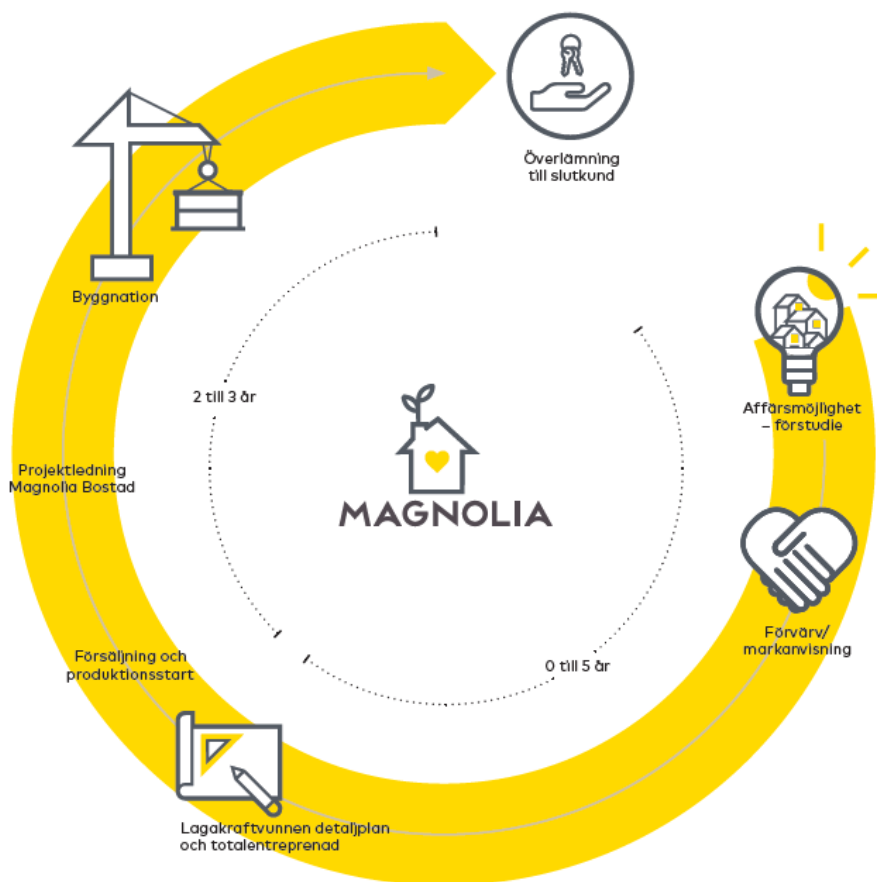 Överlämning
till slutkund
Byggnation
2 till 3 år
Affärsmöjlighet
– förstudie
Projektledning
Magnolia Bostad
MAGNOLIA
Förvärv/
markanvisning
Försäljning och
produktionsstart
0 till 5 år
Lagakraftvunnen detaljplan
och totalentreprenad